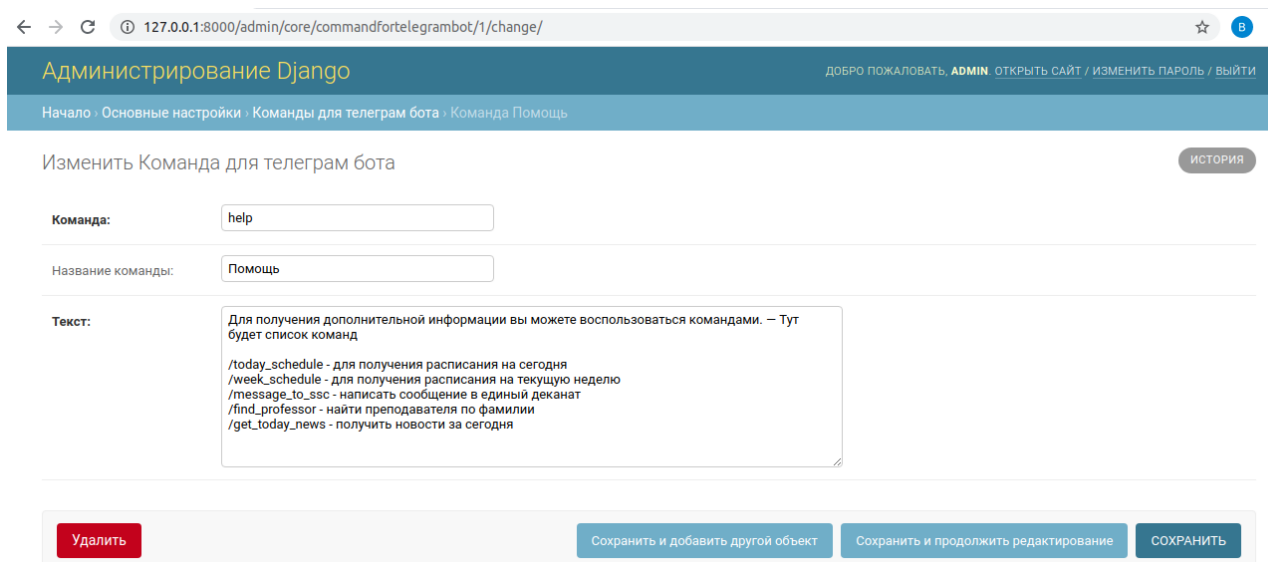 127.0.0.1:8000/admin/core/commandfortelegrambot/1/change/
B
Администрирование Django
ДОБРО ПОЖАЛОВАТЬ, ADMIN. ОТКРЫТЬ САЙТ / ИЗМЕНИТЬ ПАРОЛЬ / ВЫЙТИ
Начало › Основные настройки › Команды для телеграм бота › Команда Помощь
Изменить Команда для телеграм бота
ИСТОРИЯ
Команда:
help
Название команды:
Помощь
Текст:
Для получения дополнительной информации вы можете воспользоваться командами. — Тут
будет список команд
/today_schedule - для получения расписания на сегодня
/week_schedule - для получения расписания на текущую неделю
/message_to_ssc - написать сообщение в единый деканат
/find_professor - найти преподавателя по фамилии
/get_today_news - получить новости за сегодня
Удалить
Сохранить и добавить другой объект
Сохранить и продолжить редактирование
СОХРАНИТЬ